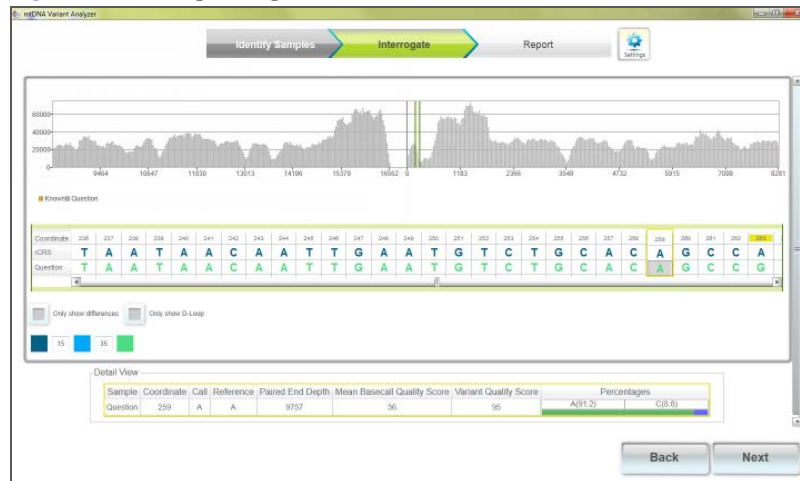 mtDNA Variant Analyzer
Identify Samples Interrogate Report Settings
60000
40000
20000
0
9464 10647 11830 13013 14196 15379 16562 0 1183 2366 3549 4732 5915 7098 8281
Known Question
Coordinate 236 237 238 239 240 241 242 243 244 245 246 247 248 249 250 251 252 253 254 255 256 257 258 259 260 261 262 263
rCRS T A A T A A C A A T T G A A T G T C T G C A C A G C C A
Question T A A T A A C A A T T G A A T G T C T G C A C A G C C G
Only show differences Only show D-Loop
15 35
Detail View
Sample Coordinate Call Reference Paired End Depth Mean Basecall Quality Score Variant Quality Score Percentages
Question 259 A A 9757 36 95 A(91.2) C(8.8)
Back Next